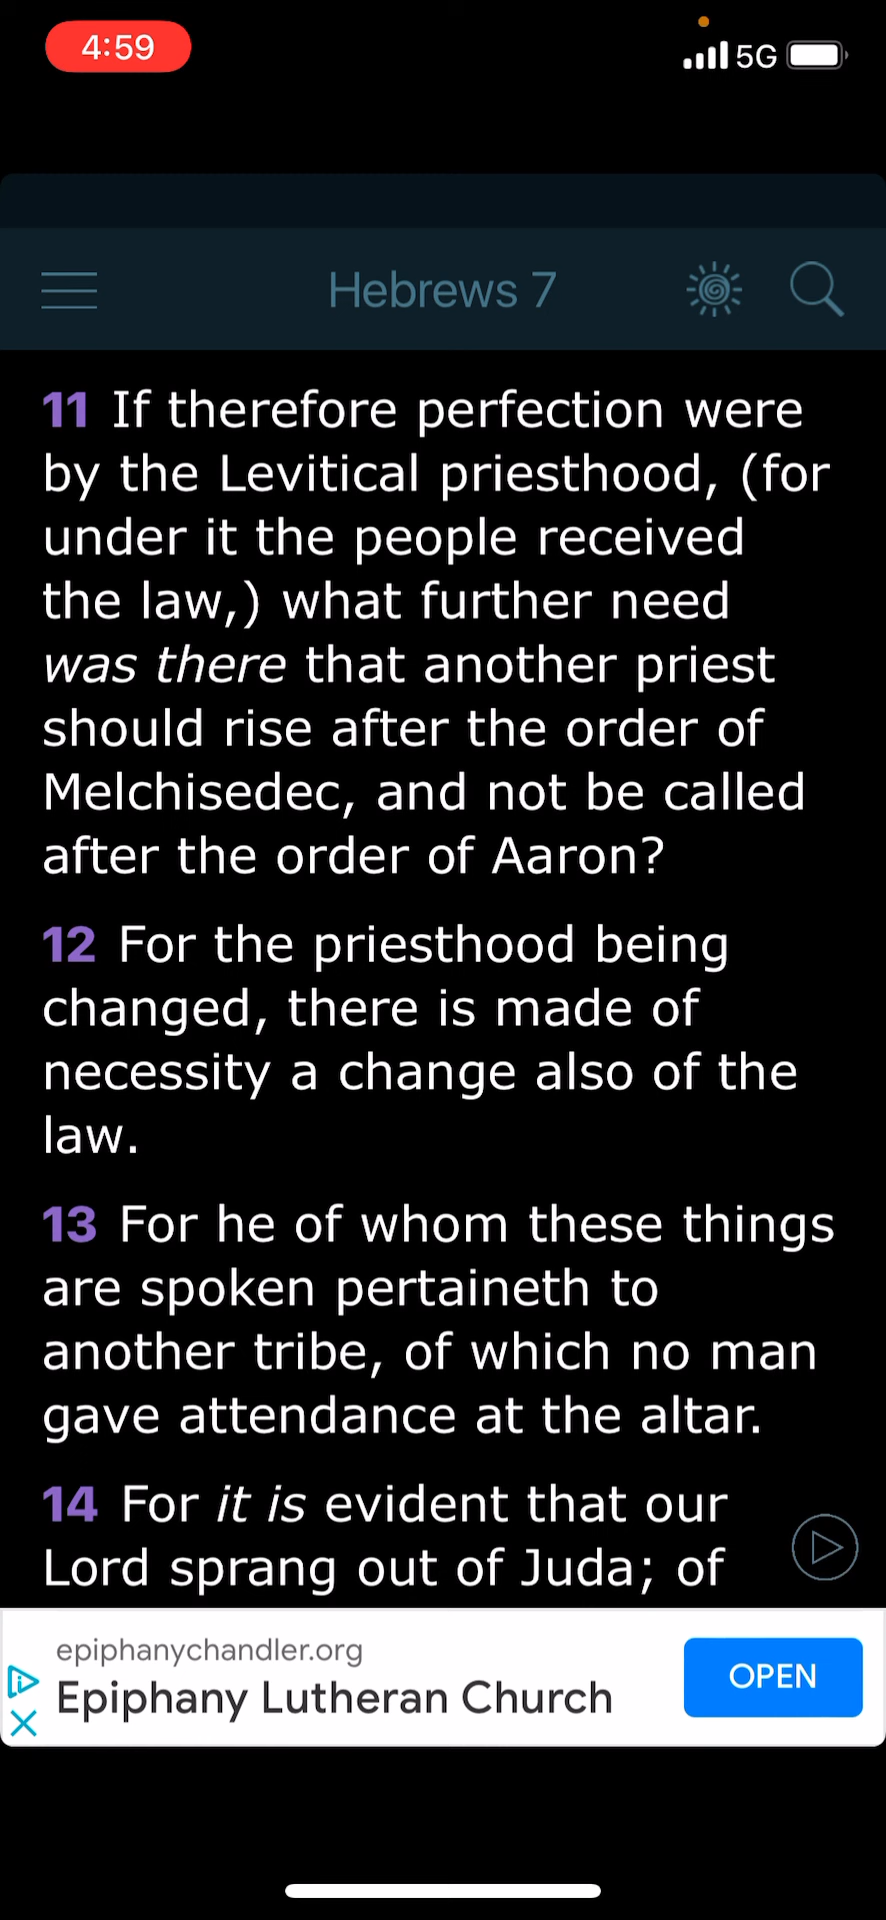 4:59
5G
Hebrews 7
11 If therefore perfection were
by the Levitical priesthood, (for
under it the people received
the law,) what further need
was there that another priest
should rise after the order of
Melchisedec, and not be called
after the order of Aaron?
12 For the priesthood being
changed, there is made of
necessity a change also of the
law.
13 For he of whom these things
are spoken pertaineth to
another tribe, of which no man
gave attendance at the altar.
14 For it is evident that our
Lord sprang out of Juda; of
epiphanychandler.org
Epiphany Lutheran Church
OPEN